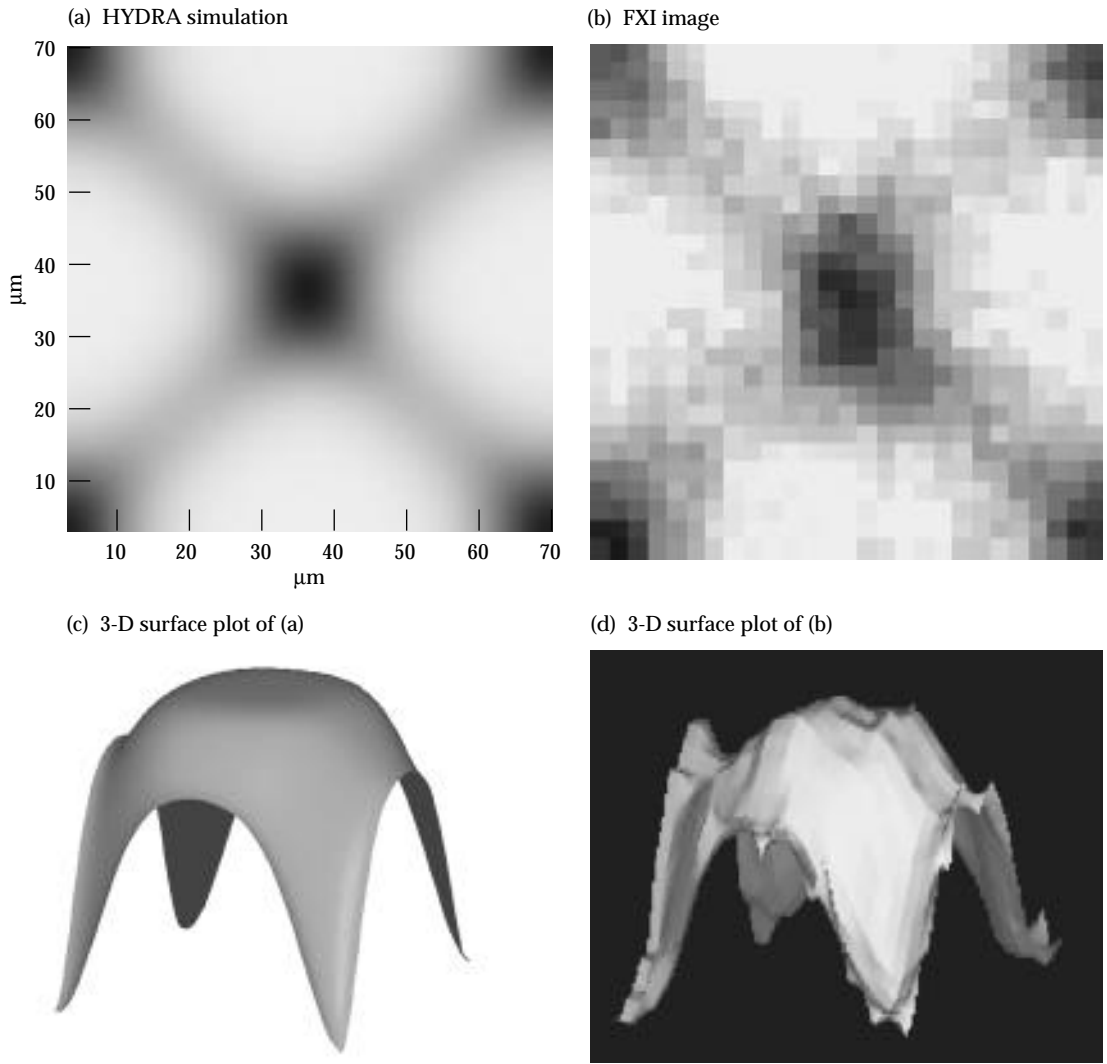 (a) HYDRA simulation
(b) FXI image
70
60
50
40
30
20
10
µm
10 20 30 40 50 60 70
µm
(c) 3-D surface plot of (a)
(d) 3-D surface plot of (b)